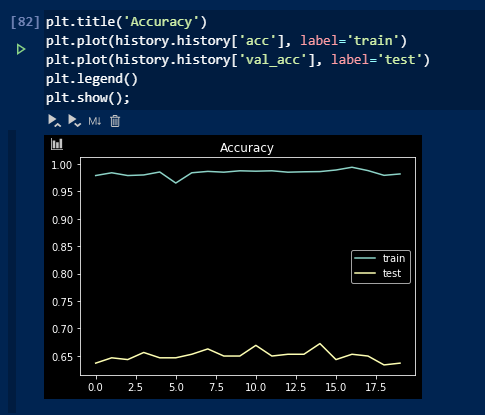 [82] plt.title('Accuracy')
plt.plot(history.history['acc'], label='train')
plt.plot(history.history['val_acc'], label='test')
plt.legend()
plt.show();
M↓
Accuracy
1.00
0.95
0.90
0.85
0.80
0.75
0.70
0.65
train
test
0.0 2.5 5.0 7.5 10.0 12.5 15.0 17.5